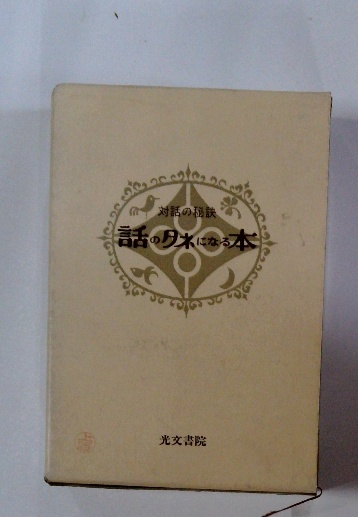 対話の秘訣
話のタネになる本
光文書院